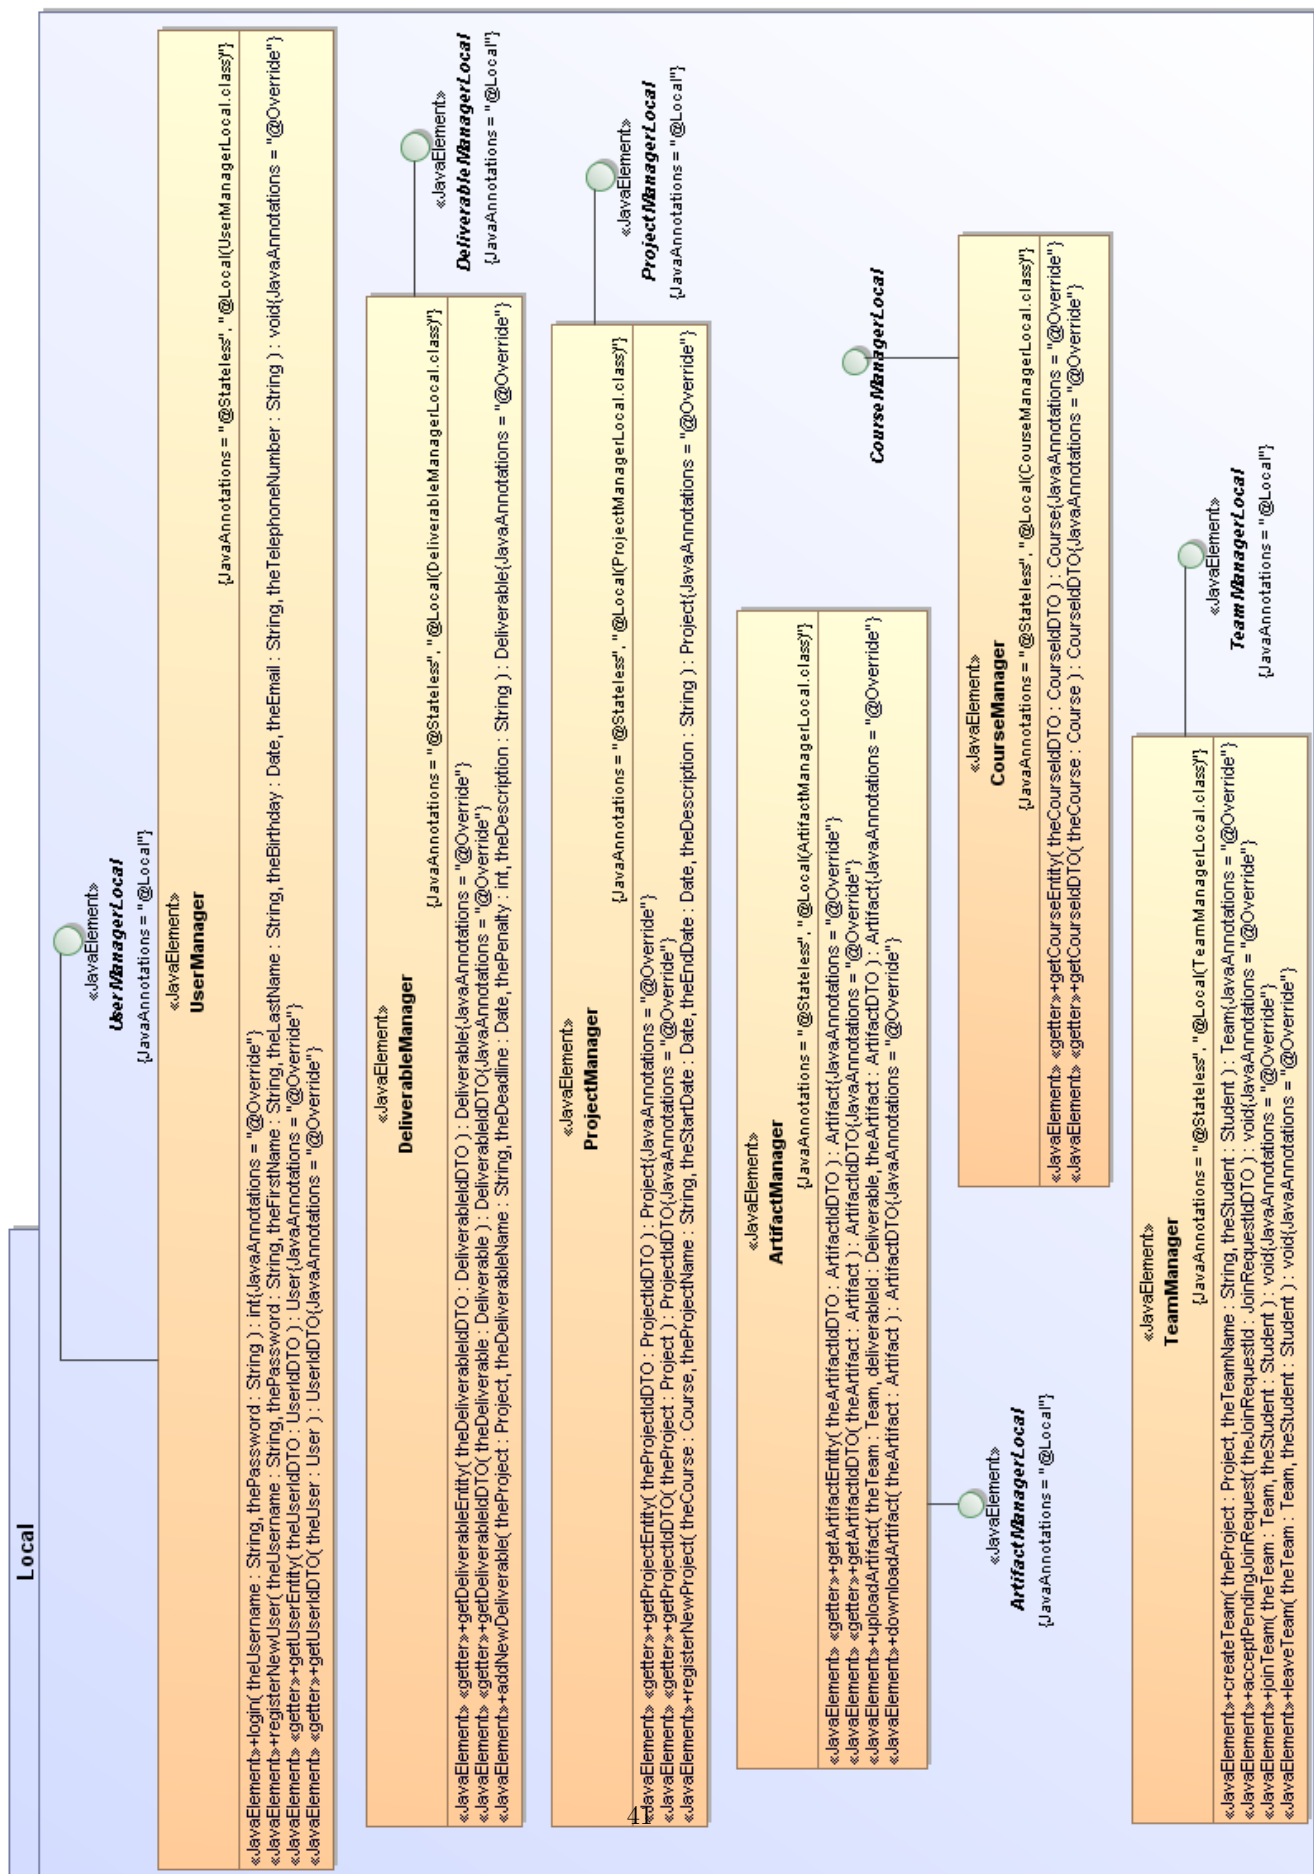 Local
«JavaElement»
UserManagerLocal
{JavaAnnotations = "@Local"}
«JavaElement»
UserManager
{JavaAnnotations = "@Stateless", "@Local(UserManagerLocal.class)"}
«JavaElement»+login( theUsername : String, thePassword : String ) : int{JavaAnnotations = "@Override"}
«JavaElement»+registerNewUser( theUsername : String, thePassword : String, theFirstName : String, theLastName : String, theBirthday : Date, theEmail : String, theTelephoneNumber : String ) : void{JavaAnnotations = "@Override"}
«JavaElement» «getter»+getUserEntity( theUserIdDTO : UserIdDTO ) : User{JavaAnnotations = "@Override"}
«JavaElement» «getter»+getUserIdDTO( theUser : User ) : UserIdDTO{JavaAnnotations = "@Override"}
«JavaElement»
DeliverableManager
{JavaAnnotations = "@Stateless", "@Local(DeliverableManagerLocal.class)"}
«JavaElement» «getter»+getDeliverableEntity( theDeliverableIdDTO : DeliverableIdDTO ) : Deliverable{JavaAnnotations = "@Override"}
«JavaElement» «getter»+getDeliverableIdDTO( theDeliverable : Deliverable ) : DeliverableIdDTO{JavaAnnotations = "@Override"}
«JavaElement»+addNewDeliverable( theProject : Project, theDeliverableName : String, theDeadline : Date, thePenalty : int, theDescription : String ) : Deliverable{JavaAnnotations = "@Override"}
«JavaElement»
DeliverableManagerLocal
{JavaAnnotations = "@Local"}
«JavaElement»
ProjectManager
{JavaAnnotations = "@Stateless", "@Local(ProjectManagerLocal.class)"}
«JavaElement» «getter»+getProjectEntity( theProjectIdDTO : ProjectIdDTO ) : Project{JavaAnnotations = "@Override"}
«JavaElement» «getter»+getProjectIdDTO( theProject : Project ) : ProjectIdDTO{JavaAnnotations = "@Override"}
«JavaElement»+registerNewProject( theCourse : Course, theProjectName : String, theStartDate : Date, theEndDate : Date, theDescription : String ) : Project{JavaAnnotations = "@Override"}
«JavaElement»
ProjectManagerLocal
{JavaAnnotations = "@Local"}
«JavaElement»
ArtifactManager
{JavaAnnotations = "@Stateless", "@Local(ArtifactManagerLocal.class)"}
«JavaElement» «getter»+getArtifactEntity( theArtifactIdDTO : ArtifactIdDTO ) : Artifact{JavaAnnotations = "@Override"}
«JavaElement» «getter»+getArtifactIdDTO( theArtifact : Artifact ) : ArtifactIdDTO{JavaAnnotations = "@Override"}
«JavaElement»+uploadArtifact( theTeam : Team, deliverableId : Deliverable, theArtifact : ArtifactDTO ) : Artifact{JavaAnnotations = "@Override"}
«JavaElement»+downloadArtifact( theArtifact : Artifact ) : ArtifactDTO{JavaAnnotations = "@Override"}
«JavaElement»
ArtifactManagerLocal
{JavaAnnotations = "@Local"}
CourseManagerLocal
«JavaElement»
CourseManager
{JavaAnnotations = "@Stateless", "@Local(CourseManagerLocal.class)"}
«JavaElement» «getter»+getCourseEntity( theCourseIdDTO : CourseIdDTO ) : Course{JavaAnnotations = "@Override"}
«JavaElement» «getter»+getCourseIdDTO( theCourse : Course ) : CourseIdDTO{JavaAnnotations = "@Override"}
«JavaElement»
TeamManager
{JavaAnnotations = "@Stateless", "@Local(TeamManagerLocal.class)"}
«JavaElement»+createTeam( theProject : Project, theTeamName : String, theStudent : Student ) : Team{JavaAnnotations = "@Override"}
«JavaElement»+acceptPendingJoinRequest( theJoinRequestId : JoinRequestIdDTO ) : void{JavaAnnotations = "@Override"}
«JavaElement»+joinTeam( theTeam : Team, theStudent : Student ) : void{JavaAnnotations = "@Override"}
«JavaElement»+leaveTeam( theTeam : Team, theStudent : Student ) : void{JavaAnnotations = "@Override"}
«JavaElement»
TeamManagerLocal
{JavaAnnotations = "@Local"}
41